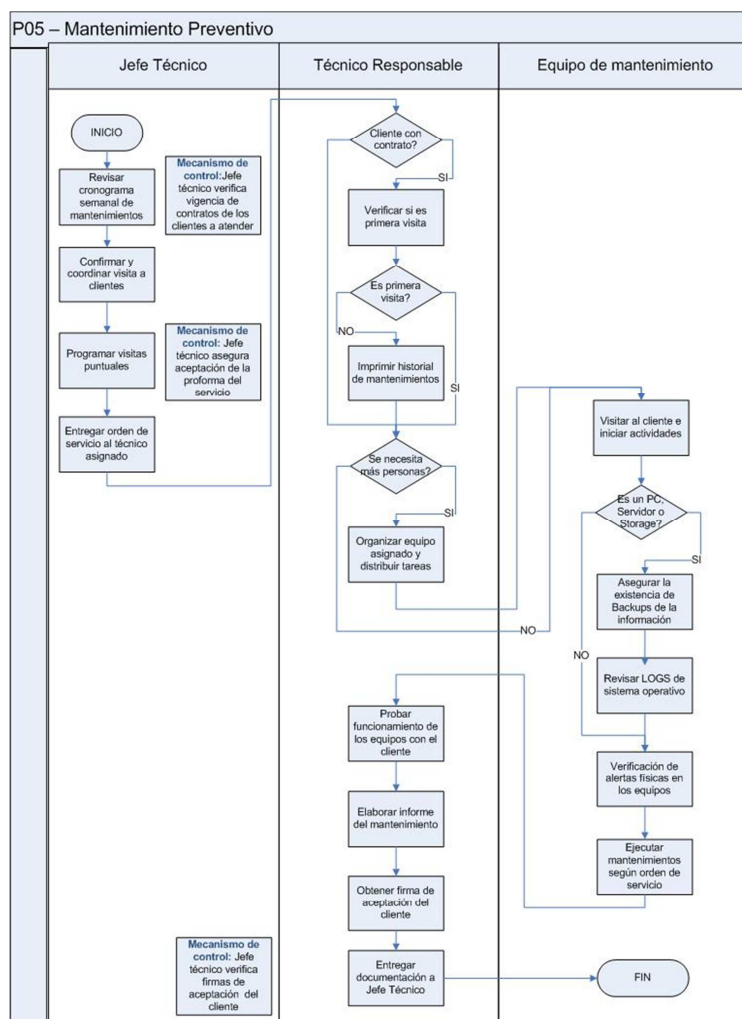 P05 – Mantenimiento Preventivo
Jefe Técnico
Técnico Responsable
Equipo de mantenimiento
INICIO
Revisar
cronograma
semanal de
mantenimientos
Confirmar y
coordinar visita a
clientes
Programar visitas
puntuales
Entregar orden de
servicio al técnico
asignado
Mecanismo de
control:Jefe
técnico verifica
vigencia de
contratos de los
clientes a atender
Mecanismo de
control: Jefe
técnico asegura
aceptación de la
proforma del
servicio
Mecanismo de
control: Jefe
técnico verifica
firmas de
aceptación del
cliente
Cliente con
contrato?
SI
Verificar si es
primera visita
Es primera
visita?
NO
Imprimir historial
de mantenimientos
SI
Se necesita
más personas?
SI
Organizar equipo
asignado y
distribuir tareas
NO
Visitar al cliente e
iniciar actividades
Es un PC,
Servidor o
Storage?
SI
Asegurar la
existencia de
Backups de la
información
NO
Revisar LOGS de
sistema operativo
Verificación de
alertas físicas en
los equipos
Ejecutar
mantenimientos
según orden de
servicio
Probar
funcionamiento de
los equipos con el
cliente
Elaborar informe
del mantenimiento
Obtener firma de
aceptación del
cliente
Entregar
documentación a
Jefe Técnico
FIN